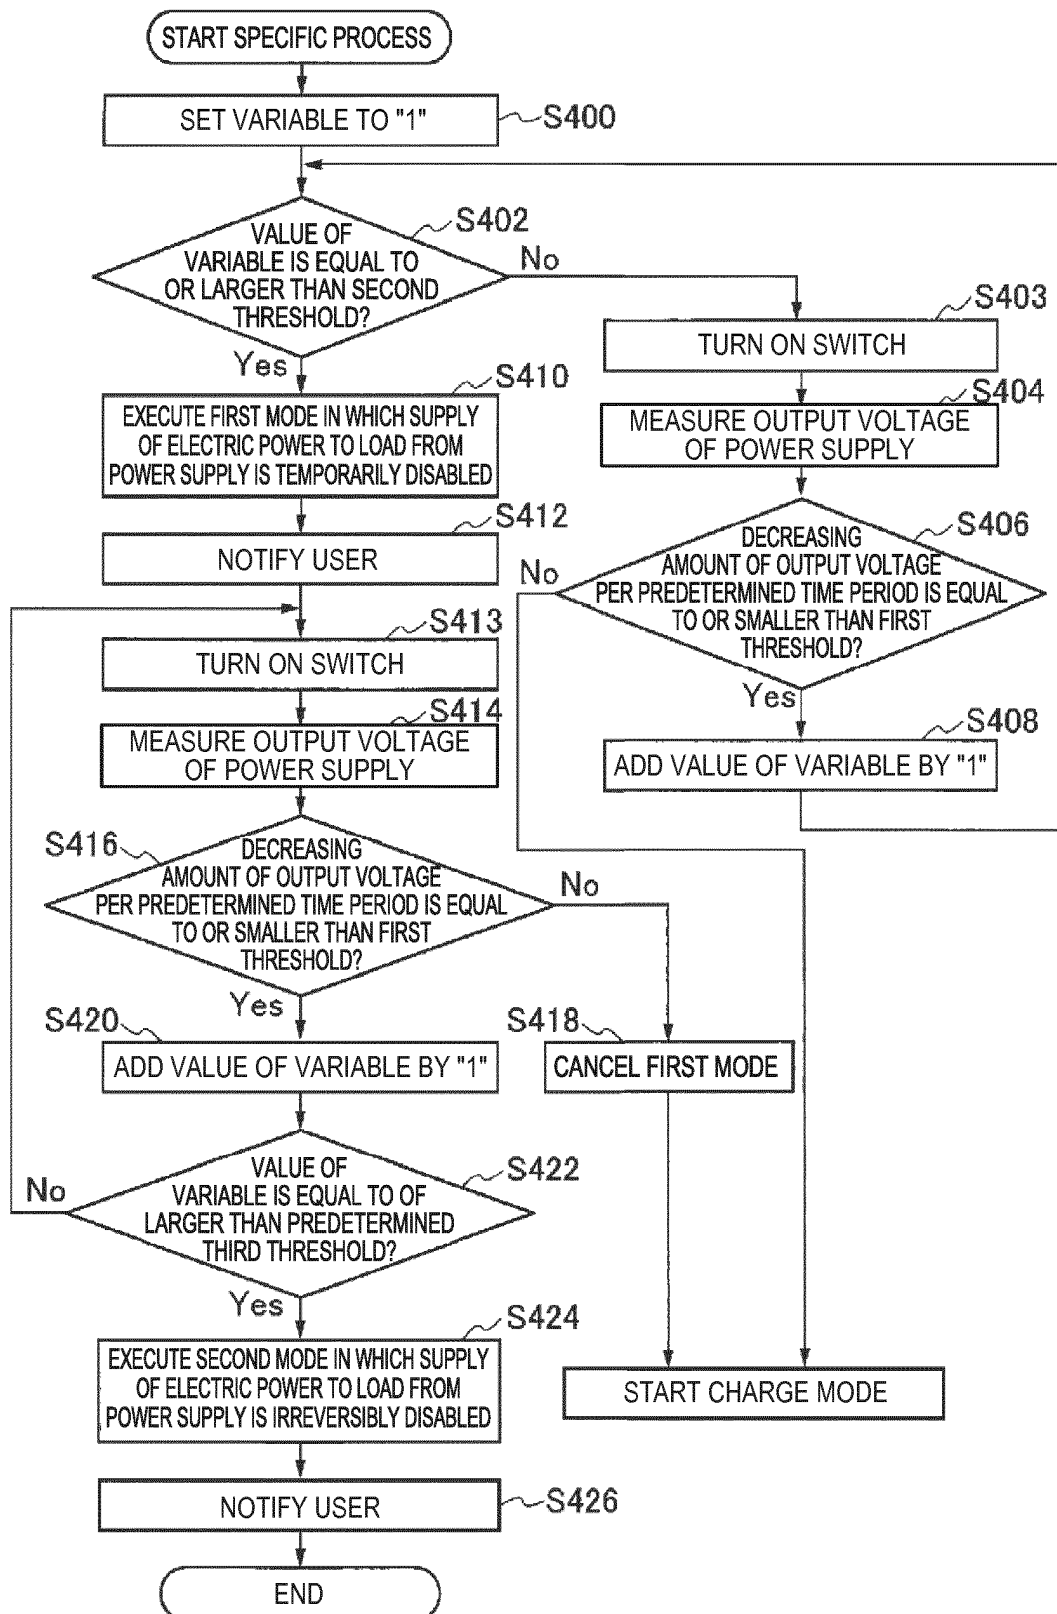 START SPECIFIC PROCESS
SET VARIABLE TO "1"
S400
S402
VALUE OF
VARIABLE IS EQUAL TO
OR LARGER THAN SECOND
THRESHOLD?
No
Yes
S403
TURN ON SWITCH
S404
MEASURE OUTPUT VOLTAGE
OF POWER SUPPLY
S406
DECREASING
AMOUNT OF OUTPUT VOLTAGE
PER PREDETERMINED TIME PERIOD IS EQUAL
TO OR SMALLER THAN FIRST
THRESHOLD?
No
Yes
S408
ADD VALUE OF VARIABLE BY "1"
S410
EXECUTE FIRST MODE IN WHICH SUPPLY
OF ELECTRIC POWER TO LOAD FROM
POWER SUPPLY IS TEMPORARILY DISABLED
S412
NOTIFY USER
S413
TURN ON SWITCH
S414
MEASURE OUTPUT VOLTAGE
OF POWER SUPPLY
S416
DECREASING
AMOUNT OF OUTPUT VOLTAGE
PER PREDETERMINED TIME PERIOD IS EQUAL
TO OR SMALLER THAN FIRST
THRESHOLD?
No
Yes
S418
CANCEL FIRST MODE
S420
ADD VALUE OF VARIABLE BY "1"
S422
VALUE OF
VARIABLE IS EQUAL TO OF
LARGER THAN PREDETERMINED
THIRD THRESHOLD?
No
Yes
S424
EXECUTE SECOND MODE IN WHICH SUPPLY
OF ELECTRIC POWER TO LOAD FROM
POWER SUPPLY IS IRREVERSIBLY DISABLED
START CHARGE MODE
NOTIFY USER
S426
END